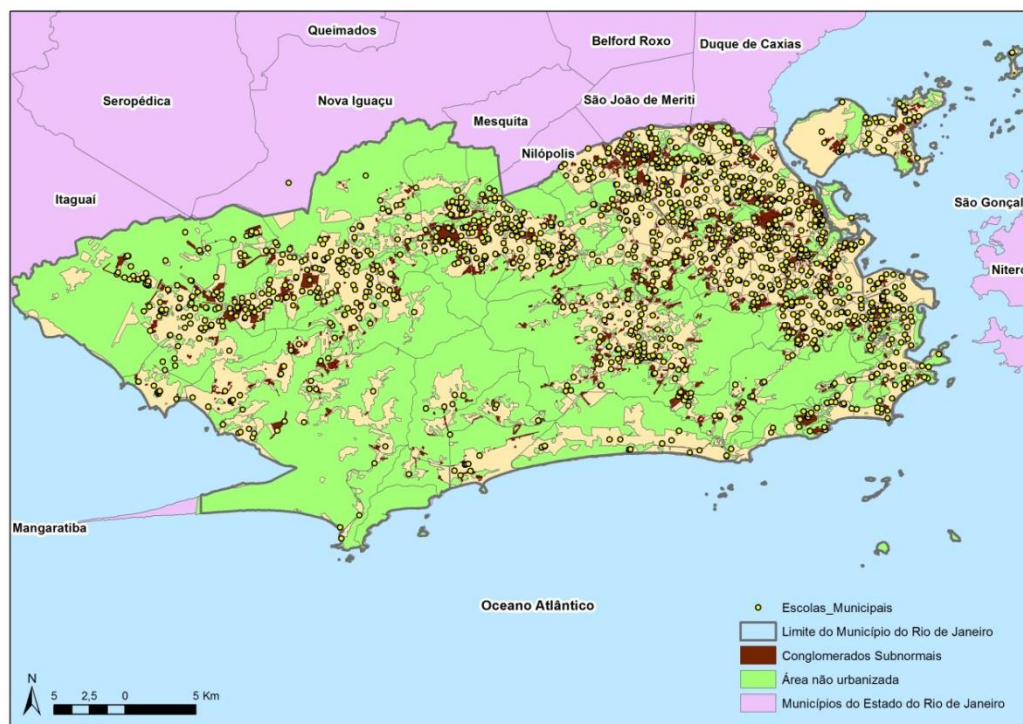 Queimados
Belford Roxo
Duque de Caxias
Seropédica
Nova Iguaçu
São João de Meriti
Mesquita
Nilópolis
Itaguaí
São Gonçal
Niteró
Mangaratiba
Oceano Atlântico
Escolas_Municipais
Limite do Município do Rio de Janeiro
Conglomerados Subnormais
Área não urbanizada
Municípios do Estado do Rio de Janeiro
N
5 2,5 0 5 Km